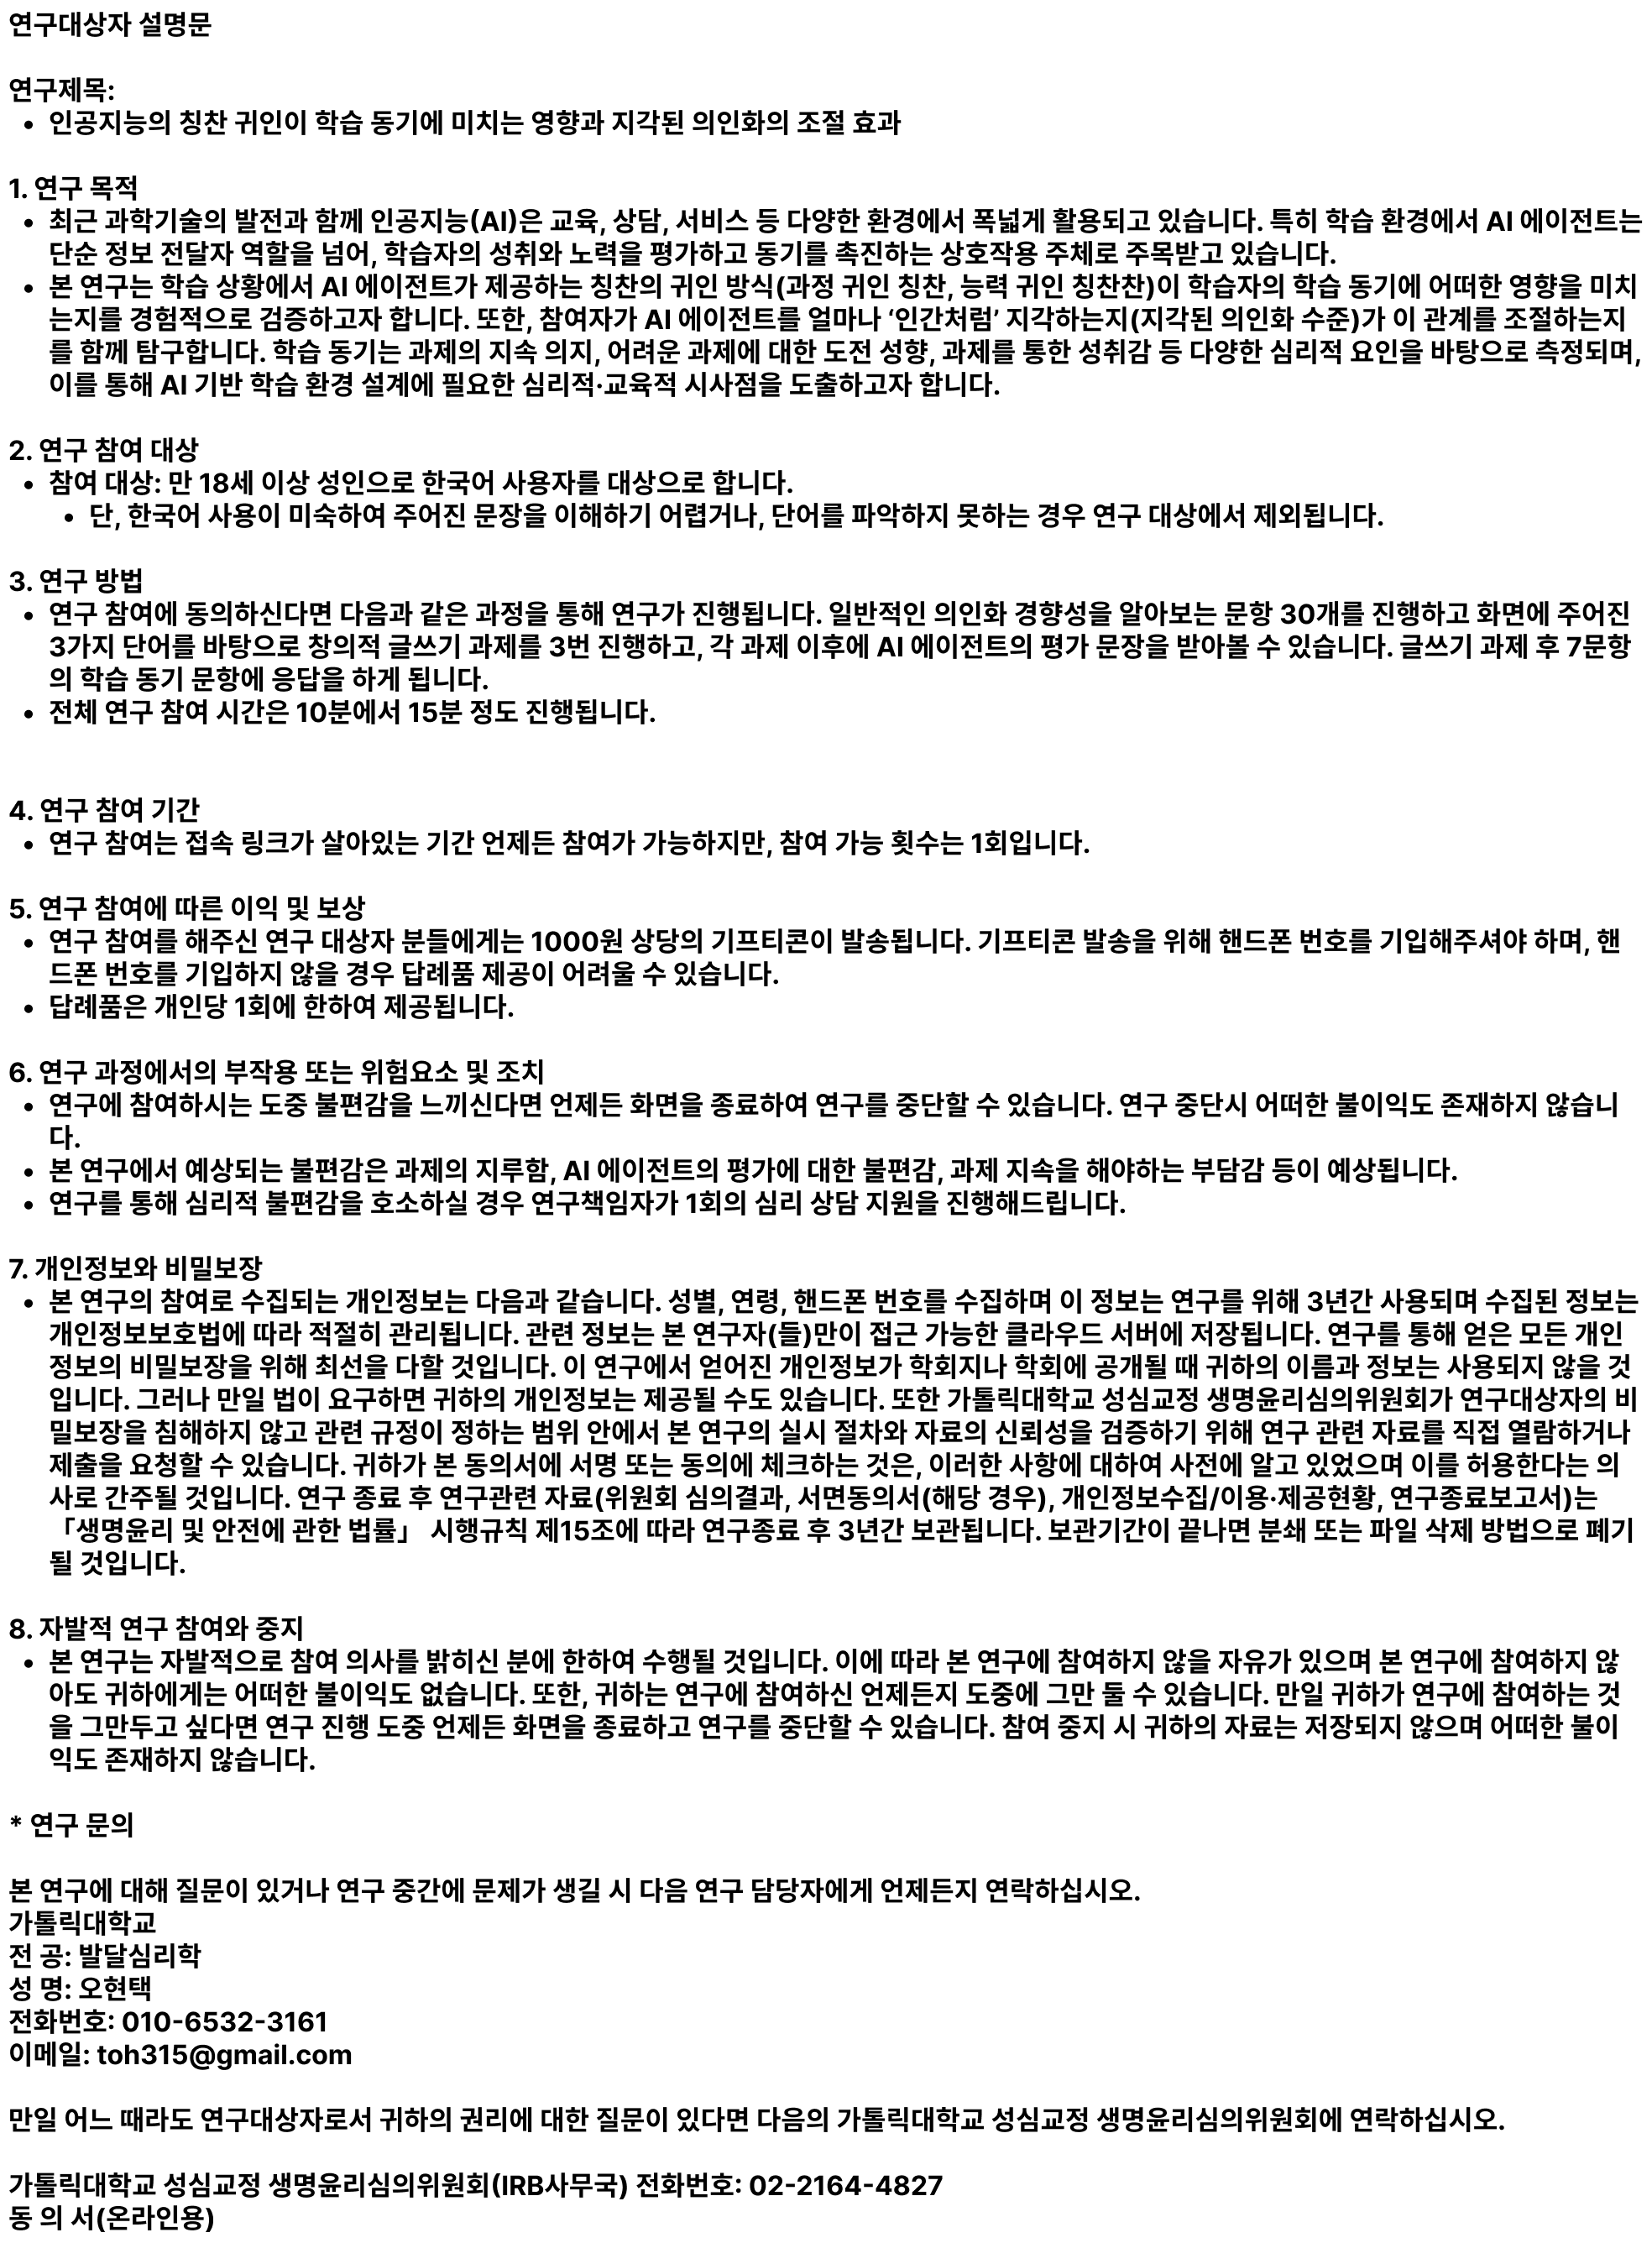 연구대상자 설명문
연구제목:
• 인공지능의 칭찬 귀인이 학습 동기에 미치는 영향과 지각된 의인화의 조절 효과
1. 연구 목적
• 최근 과학기술의 발전과 함께 인공지능(AI)은 교육, 상담, 서비스 등 다양한 환경에서 폭넓게 활용되고 있습니다. 특히 학습 환경에서 AI 에이전트는
단순 정보 전달자 역할을 넘어, 학습자의 성취와 노력을 평가하고 동기를 촉진하는 상호작용 주체로 주목받고 있습니다.
• 본 연구는 학습 상황에서 AI 에이전트가 제공하는 칭찬의 귀인 방식(과정 귀인 칭찬, 능력 귀인 칭찬찬)이 학습자의 학습 동기에 어떠한 영향을 미치
는지를 경험적으로 검증하고자 합니다. 또한, 참여자가 AI 에이전트를 얼마나 ‘인간처럼’ 지각하는지(지각된 의인화 수준)가 이 관계를 조절하는지
를 함께 탐구합니다. 학습 동기는 과제의 지속 의지, 어려운 과제에 대한 도전 성향, 과제를 통한 성취감 등 다양한 심리적 요인을 바탕으로 측정되며,
이를 통해 AI 기반 학습 환경 설계에 필요한 심리적·교육적 시사점을 도출하고자 합니다.
2. 연구 참여 대상
• 참여 대상: 만 18세 이상 성인으로 한국어 사용자를 대상으로 합니다.
• 단, 한국어 사용이 미숙하여 주어진 문장을 이해하기 어렵거나, 단어를 파악하지 못하는 경우 연구 대상에서 제외됩니다.
3. 연구 방법
• 연구 참여에 동의하신다면 다음과 같은 과정을 통해 연구가 진행됩니다. 일반적인 의인화 경향성을 알아보는 문항 30개를 진행하고 화면에 주어진
3가지 단어를 바탕으로 창의적 글쓰기 과제를 3번 진행하고, 각 과제 이후에 AI 에이전트의 평가 문장을 받아볼 수 있습니다. 글쓰기 과제 후 7문항
의 학습 동기 문항에 응답을 하게 됩니다.
• 전체 연구 참여 시간은 10분에서 15분 정도 진행됩니다.
4. 연구 참여 기간
• 연구 참여는 접속 링크가 살아있는 기간 언제든 참여가 가능하지만, 참여 가능 횟수는 1회입니다.
5. 연구 참여에 따른 이익 및 보상
• 연구 참여를 해주신 연구 대상자 분들에게는 1000원 상당의 기프티콘이 발송됩니다. 기프티콘 발송을 위해 핸드폰 번호를 기입해주셔야 하며, 핸
드폰 번호를 기입하지 않을 경우 답례품 제공이 어려울 수 있습니다.
• 답례품은 개인당 1회에 한하여 제공됩니다.
6. 연구 과정에서의 부작용 또는 위험요소 및 조치
• 연구에 참여하시는 도중 불편감을 느끼신다면 언제든 화면을 종료하여 연구를 중단할 수 있습니다. 연구 중단시 어떠한 불이익도 존재하지 않습니
다.
• 본 연구에서 예상되는 불편감은 과제의 지루함, AI 에이전트의 평가에 대한 불편감, 과제 지속을 해야하는 부담감 등이 예상됩니다.
• 연구를 통해 심리적 불편감을 호소하실 경우 연구책임자가 1회의 심리 상담 지원을 진행해드립니다.
7. 개인정보와 비밀보장
• 본 연구의 참여로 수집되는 개인정보는 다음과 같습니다. 성별, 연령, 핸드폰 번호를 수집하며 이 정보는 연구를 위해 3년간 사용되며 수집된 정보는
개인정보보호법에 따라 적절히 관리됩니다. 관련 정보는 본 연구자(들)만이 접근 가능한 클라우드 서버에 저장됩니다. 연구를 통해 얻은 모든 개인
정보의 비밀보장을 위해 최선을 다할 것입니다. 이 연구에서 얻어진 개인정보가 학회지나 학회에 공개될 때 귀하의 이름과 정보는 사용되지 않을 것
입니다. 그러나 만일 법이 요구하면 귀하의 개인정보는 제공될 수도 있습니다. 또한 가톨릭대학교 성심교정 생명윤리심의위원회가 연구대상자의 비
밀보장을 침해하지 않고 관련 규정이 정하는 범위 안에서 본 연구의 실시 절차와 자료의 신뢰성을 검증하기 위해 연구 관련 자료를 직접 열람하거나
제출을 요청할 수 있습니다. 귀하가 본 동의서에 서명 또는 동의에 체크하는 것은, 이러한 사항에 대하여 사전에 알고 있었으며 이를 허용한다는 의
사로 간주될 것입니다. 연구 종료 후 연구관련 자료(위원회 심의결과, 서면동의서(해당 경우), 개인정보수집/이용·제공현황, 연구종료보고서)는
「생명윤리 및 안전에 관한 법률」 시행규칙 제15조에 따라 연구종료 후 3년간 보관됩니다. 보관기간이 끝나면 분쇄 또는 파일 삭제 방법으로 폐기
될 것입니다.
8. 자발적 연구 참여와 중지
• 본 연구는 자발적으로 참여 의사를 밝히신 분에 한하여 수행될 것입니다. 이에 따라 본 연구에 참여하지 않을 자유가 있으며 본 연구에 참여하지 않
아도 귀하에게는 어떠한 불이익도 없습니다. 또한, 귀하는 연구에 참여하신 언제든지 도중에 그만 둘 수 있습니다. 만일 귀하가 연구에 참여하는 것
을 그만두고 싶다면 연구 진행 도중 언제든 화면을 종료하고 연구를 중단할 수 있습니다. 참여 중지 시 귀하의 자료는 저장되지 않으며 어떠한 불이
익도 존재하지 않습니다.
* 연구 문의
본 연구에 대해 질문이 있거나 연구 중간에 문제가 생길 시 다음 연구 담당자에게 언제든지 연락하십시오.
가톨릭대학교
전 공: 발달심리학
성 명: 오현택
전화번호: 010-6532-3161
이메일: toh315@gmail.com
만일 어느 때라도 연구대상자로서 귀하의 권리에 대한 질문이 있다면 다음의 가톨릭대학교 성심교정 생명윤리심의위원회에 연락하십시오.
가톨릭대학교 성심교정 생명윤리심의위원회(IRB사무국) 전화번호: 02-2164-4827
동 의 서(온라인용)